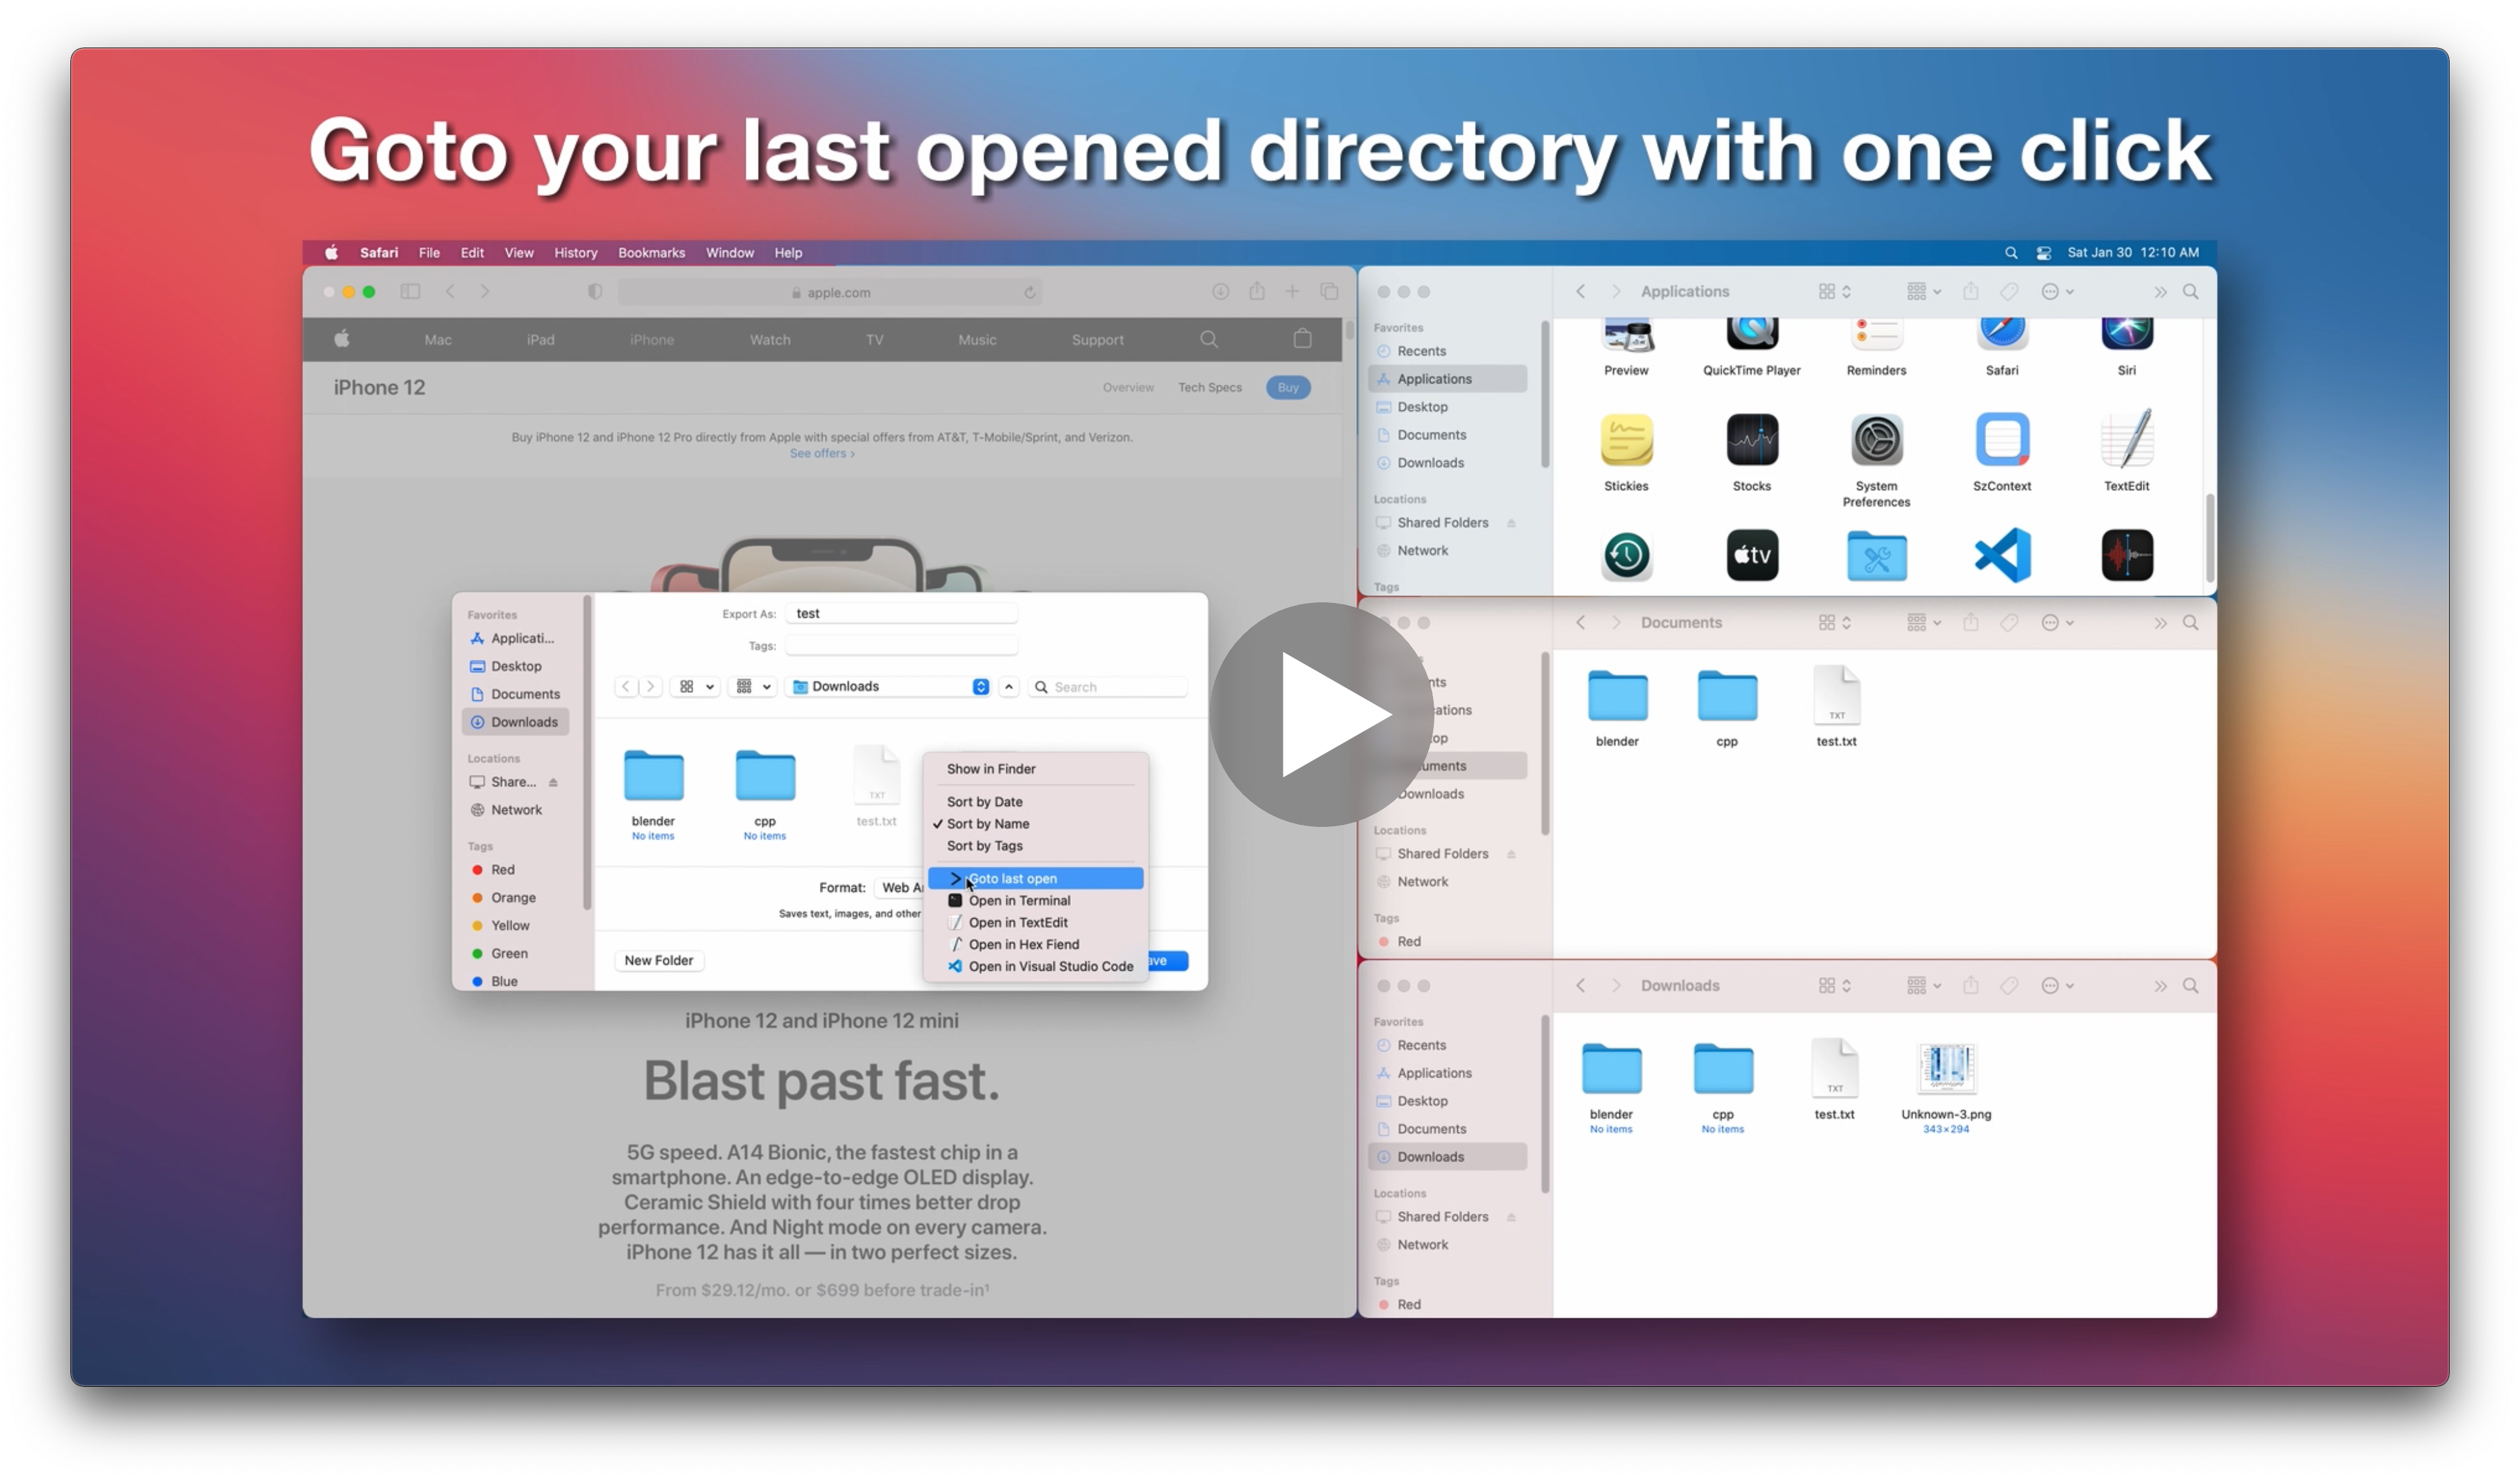 Goto your last opened directory with one click
Safari File Edit View History Bookmarks Window Help
Sat Jan 30 12:10 AM
apple.com
Mac iPad iPhone Watch TV Music Support
iPhone 12
Overview Tech Specs Buy
Buy iPhone 12 and iPhone 12 Pro directly from Apple with special offers from AT&T, T-Mobile/Sprint, and Verizon.
See offers ›
Favorites
Applicati...
Desktop
Documents
Downloads
Locations
Share...
Network
Tags
Red
Orange
Yellow
Green
Blue
Export As: test
Tags:
Downloads
Search
blender
No items
cpp
No items
TXT
test.txt
Format: Web Ar
Saves text, images, and other
New Folder
ave
Show in Finder
Sort by Date
✓ Sort by Name
Sort by Tags
Goto last open
Open in Terminal
Open in TextEdit
Open in Hex Fiend
Open in Visual Studio Code
iPhone 12 and iPhone 12 mini
Blast past fast.
5G speed. A14 Bionic, the fastest chip in a
smartphone. An edge-to-edge OLED display.
Ceramic Shield with four times better drop
performance. And Night mode on every camera.
iPhone 12 has it all — in two perfect sizes.
From $29.12/mo. or $699 before trade-in¹
Applications
Favorites
Recents
Applications
Desktop
Documents
Downloads
Locations
Shared Folders
Network
Tags
Preview QuickTime Player Reminders Safari Siri
Stickies Stocks System Preferences SzContext TextEdit
tv
Documents
nts
ations
op
uments
Downloads
Locations
Shared Folders
Network
Tags
Red
blender cpp test.txt
TXT
Downloads
Favorites
Recents
Applications
Desktop
Documents
Downloads
Locations
Shared Folders
Network
Tags
Red
TXT
blender cpp test.txt Unknown-3.png
No items No items 343×294